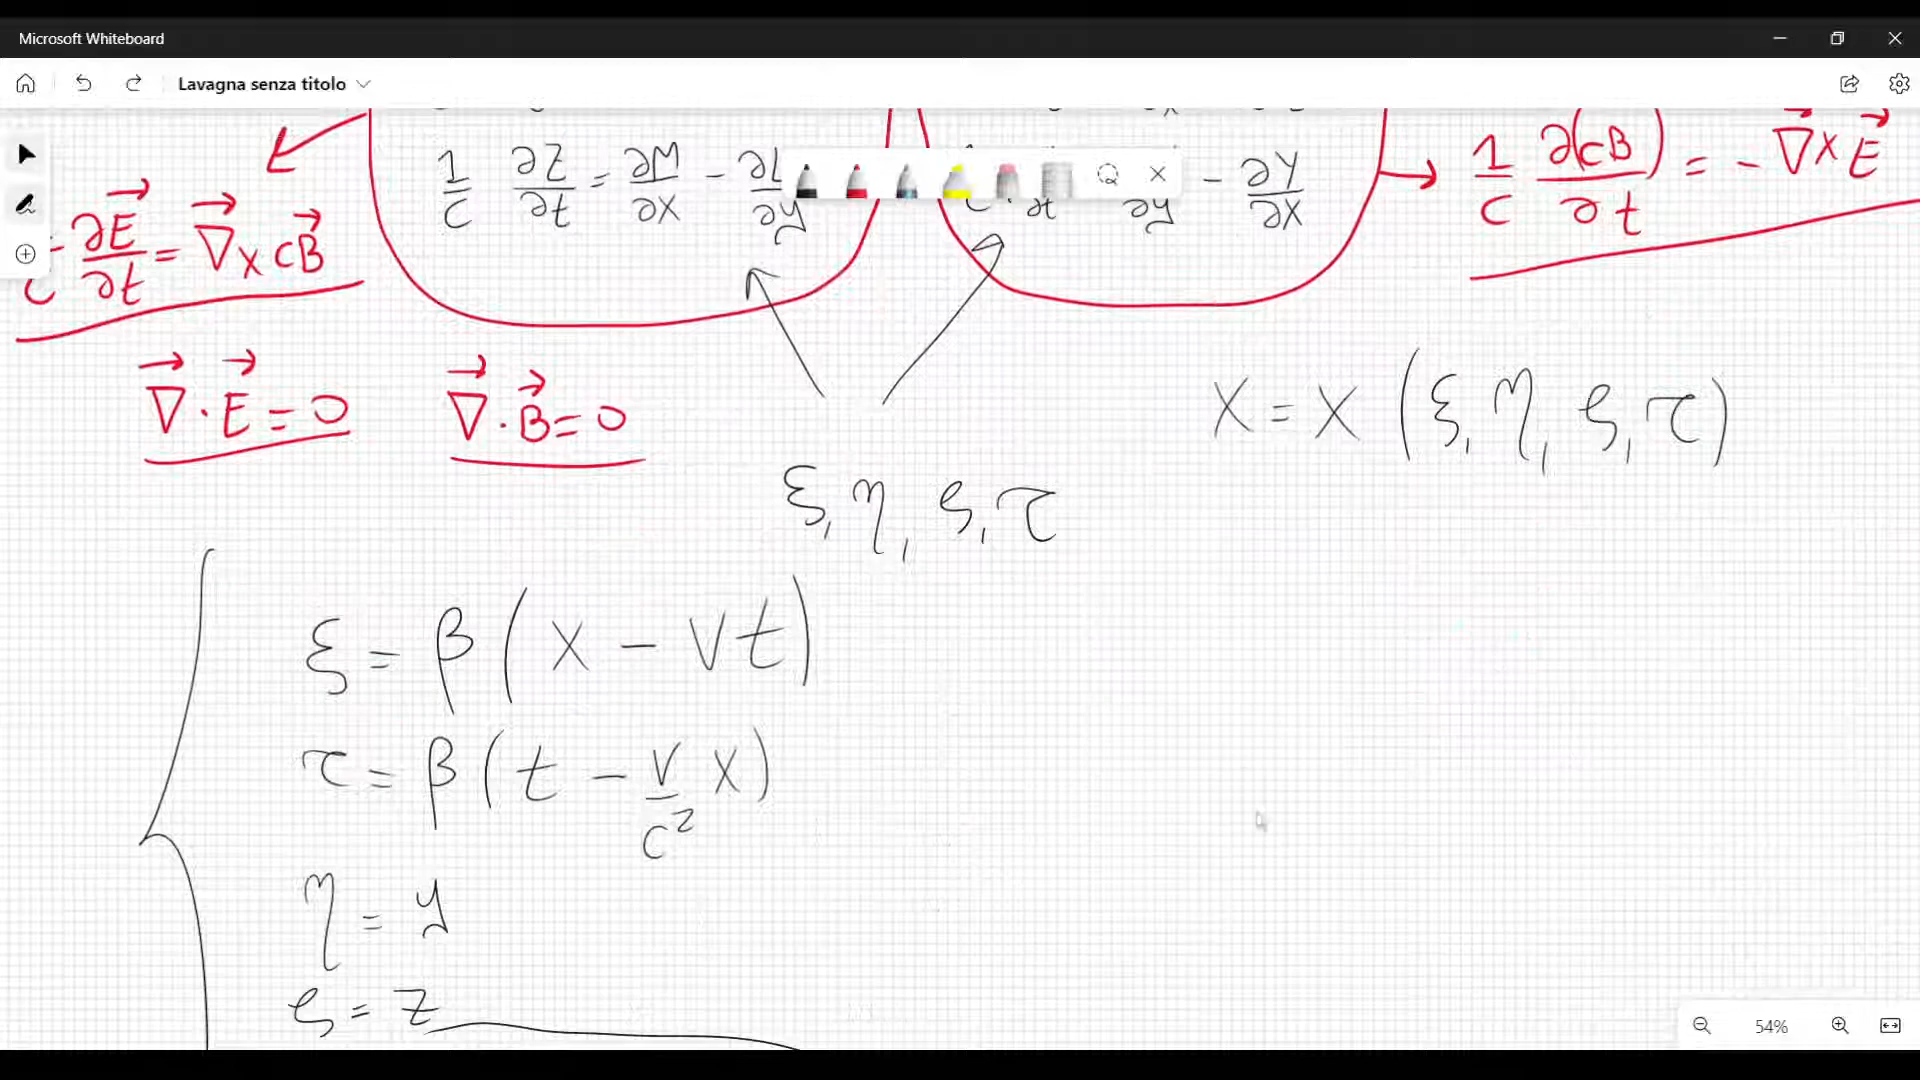 Microsoft Whiteboard
Lavagna senza titolo
1/c ∂Z/∂t = ∂M/∂x - ∂L/∂y
- ∂Y/∂x
1/c ∂(cB)/∂t = - ∇⃗ x E⃗
∂E⃗/∂t = ∇⃗ x cB⃗
∇⃗ · E⃗ = 0
∇⃗ · B⃗ = 0
X = X (ξ, η, ζ, τ)
ξ, η, ζ, τ
ξ = β (x - vt)
τ = β (t - v/c² x)
η = y
ζ = z
54%